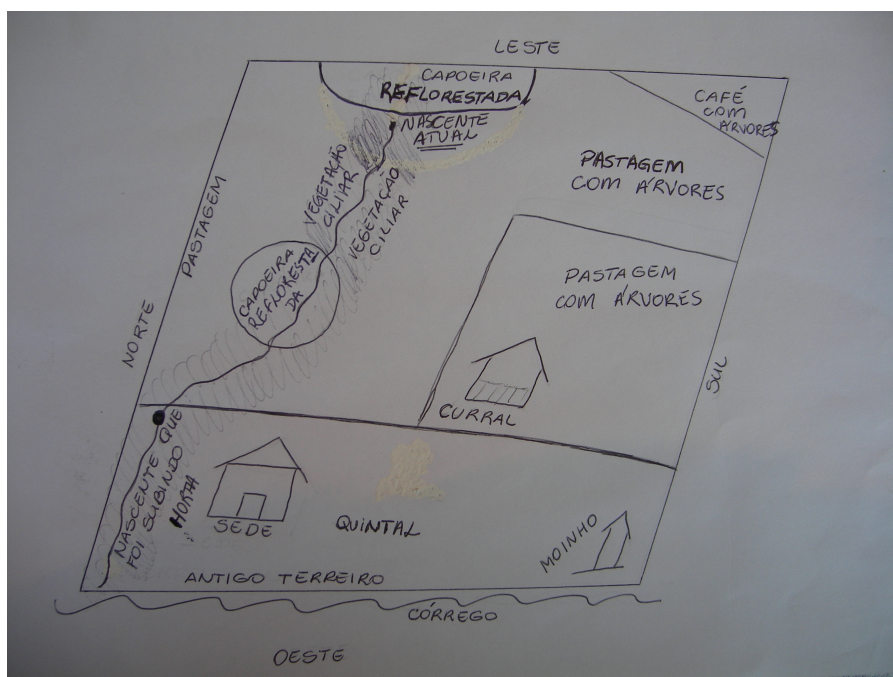 LESTE
CAPOEIRA
REFLORESTADA
NASCENTE
ATUAL
CAFÉ
COM
ÁRVORES
PASTAGEM
COM ÁRVORES
VEGETAÇÃO
CILIAR
VEGETAÇÃO
CILIAR
PASTAGEM
CAPOEIRA
REFLORESTA
DA
PASTAGEM
COM ÁRVORES
NORTE
SUL
CURRAL
NASCENTE QUE
FOI SUBINDO
HORTA
SEDE
QUINTAL
MOINHO
ANTIGO TERREIRO
CÓRREGO
OESTE